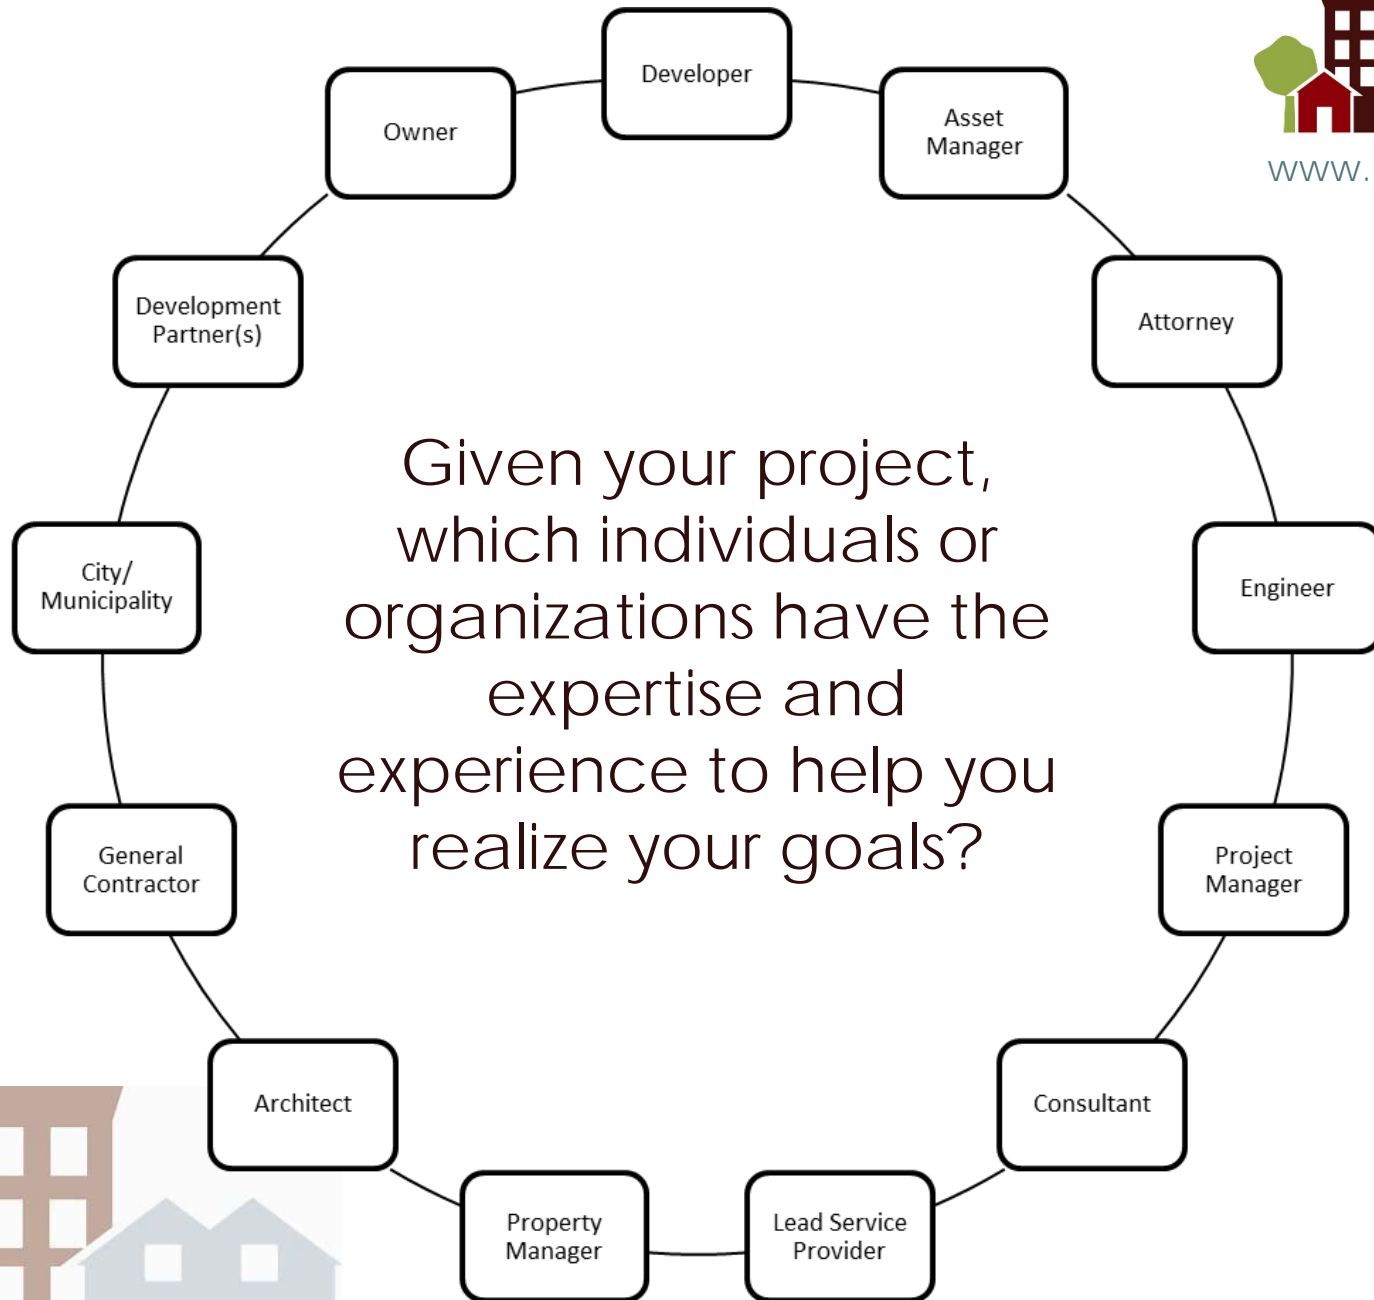 Developer
Owner
Asset
Manager
www.
Development
Partner(s)
Attorney
Given your project,
which individuals or
organizations have the
expertise and
experience to help you
realize your goals?
City/
Municipality
Engineer
General
Contractor
Project
Manager
Architect
Consultant
Property
Manager
Lead Service
Provider